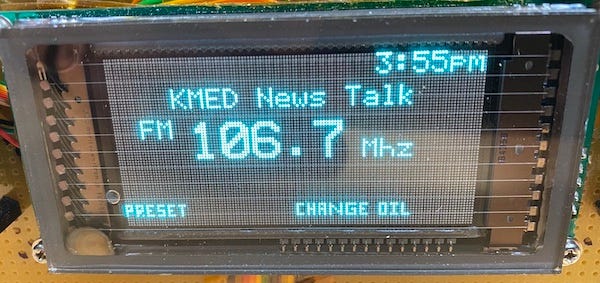 3:55PM
KMED News Talk
FM 106.7 Mhz
PRESET CHANGE OIL